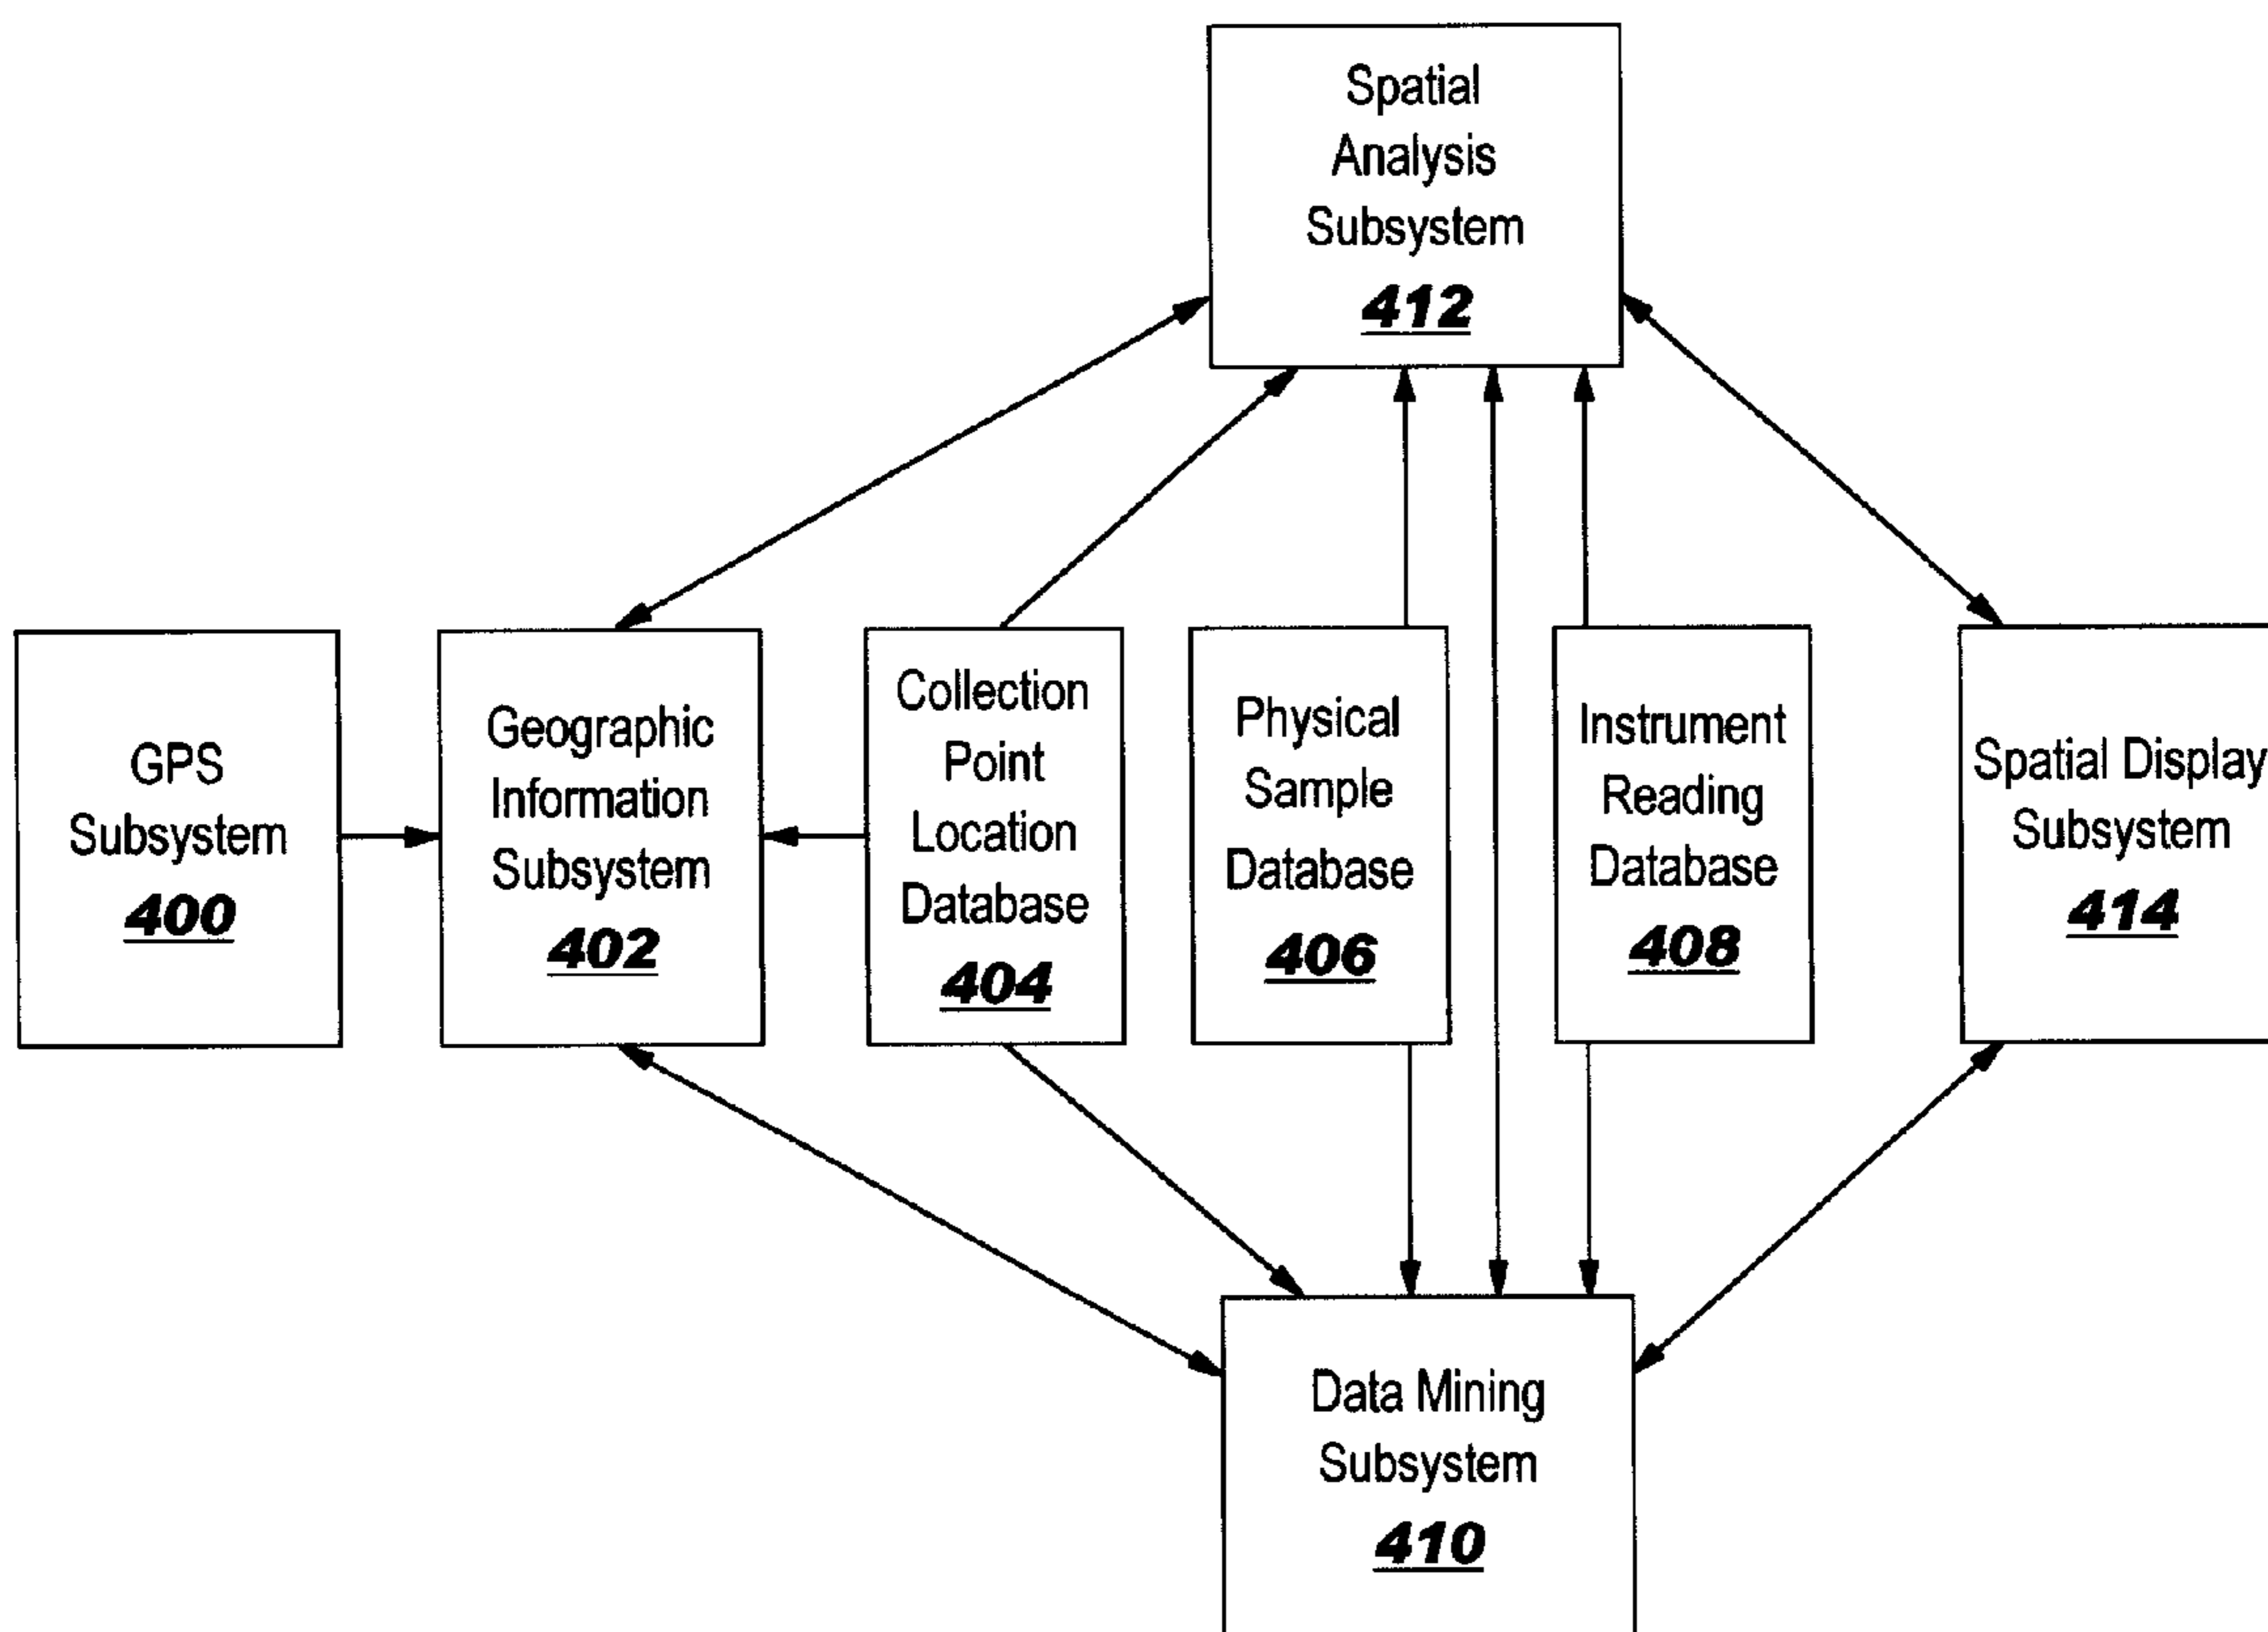 Spatial
Analysis
Subsystem
412
GPS
Subsystem
400
Geographic
Information
Subsystem
402
Collection
Point
Location
Database
404
Physical
Sample
Database
406
Instrument
Reading
Database
408
Spatial Display
Subsystem
414
Data Mining
Subsystem
410